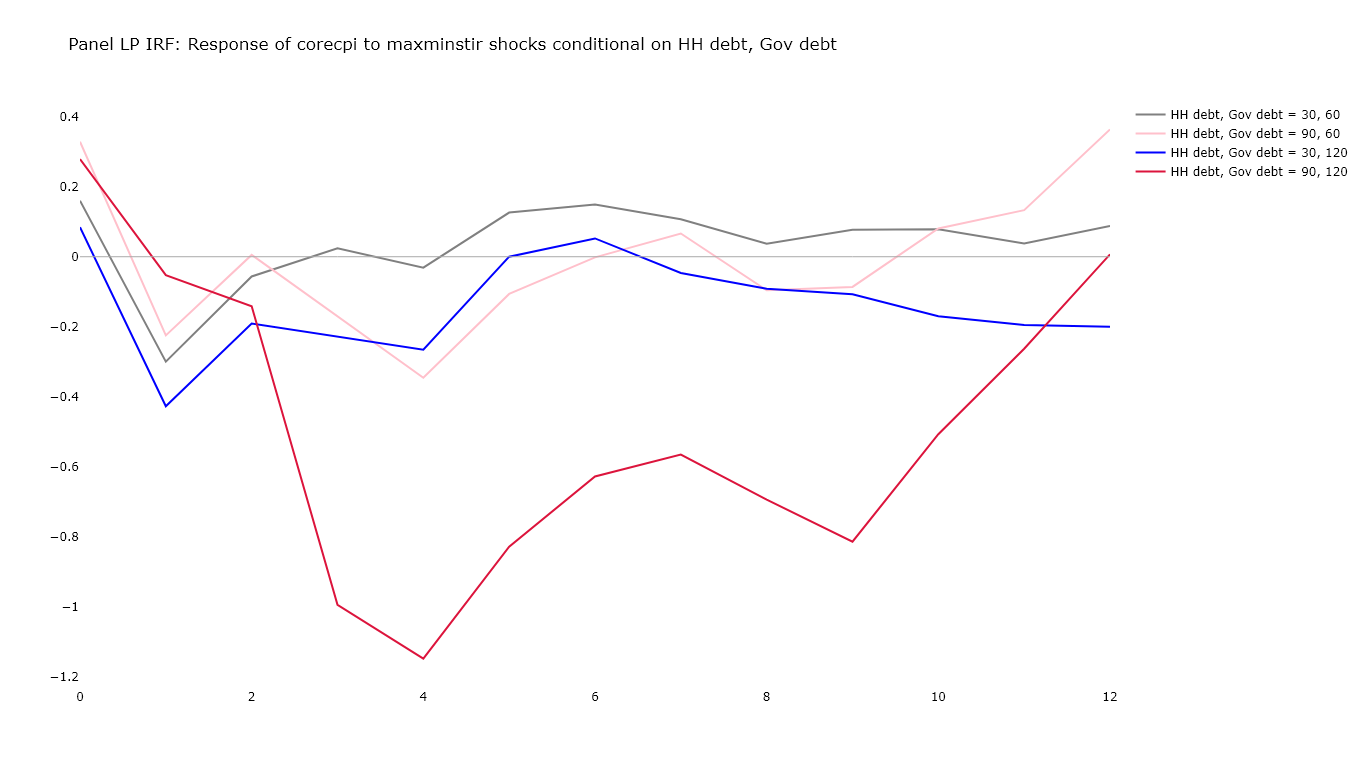 Panel LP IRF: Response of corecpi to maxminstir shocks conditional on HH debt, Gov debt
HH debt, Gov debt = 30, 60
HH debt, Gov debt = 90, 60
HH debt, Gov debt = 30, 120
HH debt, Gov debt = 90, 120
0.4
0.2
0
−0.2
−0.4
−0.6
−0.8
−1
−1.2
0 2 4 6 8 10 12